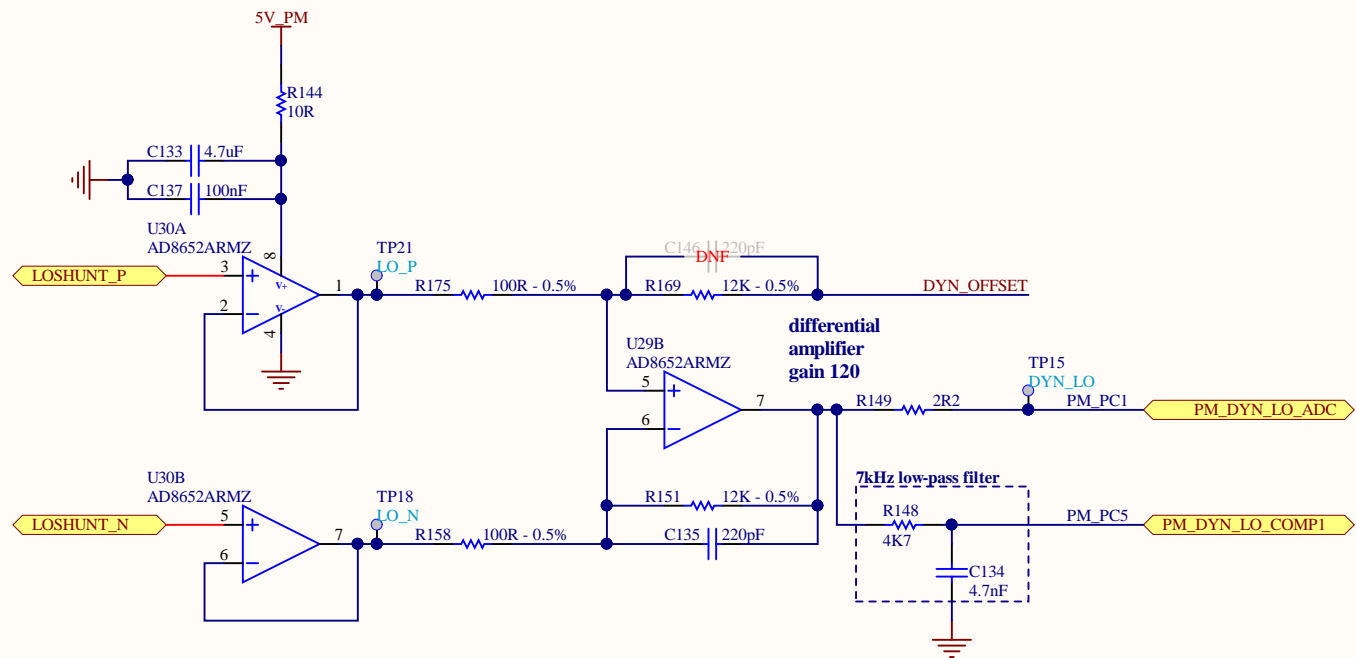 5V_PM
R144
10R
C133 4.7uF
C137 100nF
U30A
AD8652ARMZ
LOSHUNT_P
3
2
8
V+
V-
4
1
TP21
LO_P
R175 100R - 0.5%
C146 220pF
DNF
R169 12K - 0.5%
DYN_OFFSET
differential
amplifier
gain 120
U29B
AD8652ARMZ
5
6
7
R149 2R2
TP15
DYN_LO
PM_PC1
PM_DYN_LO_ADC
U30B
AD8652ARMZ
LOSHUNT_N
5
6
7
TP18
LO_N
R158 100R - 0.5%
R151 12K - 0.5%
C135 220pF
7kHz low-pass filter
R148
4K7
PM_PC5
PM_DYN_LO_COMP1
C134
4.7nF